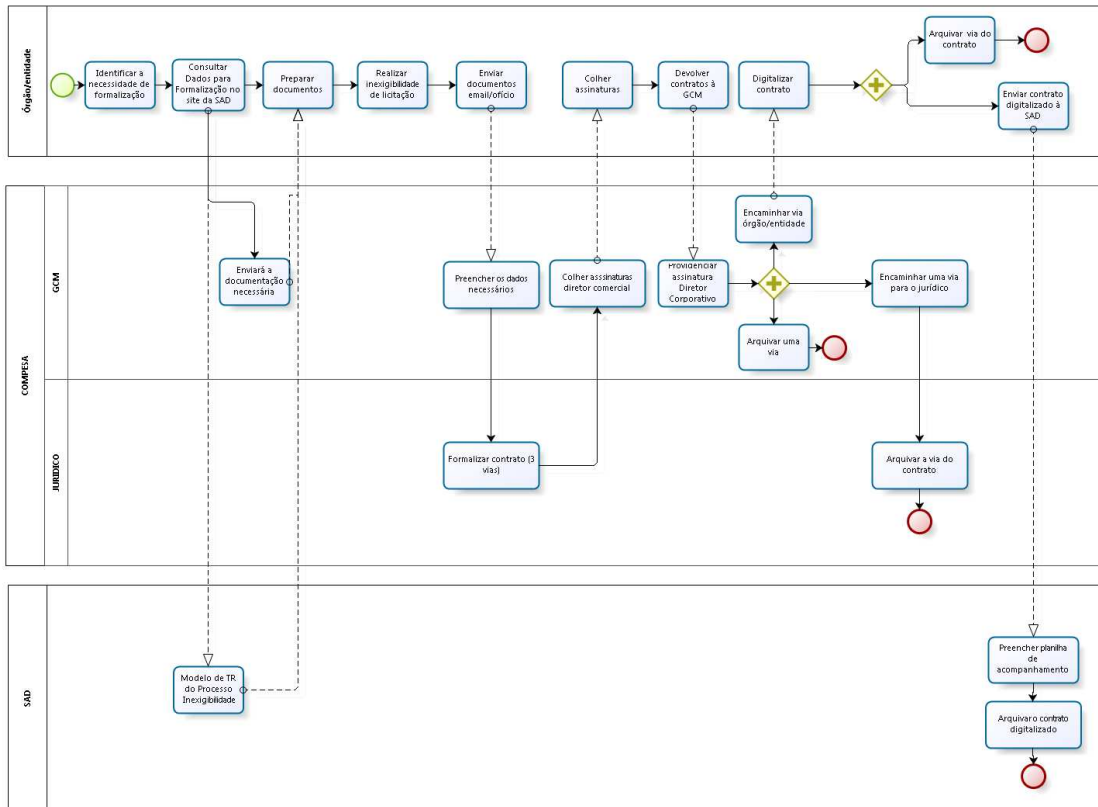 Órgão/entidade
Identificar a
necessidade de
formalização
Consultar
Dados para
Formalização no
site da SAD
Preparar
documentos
Realizar
inexigibilidade
de licitação
Enviar
documentos
email/ofício
Colher
assinaturas
Devolver
contratos à
GCM
Digitalizar
contrato
Arquivar via do
contrato
Enviar contrato
digitalizado à
SAD
COMPESA
GCM
Enviará a
documentação
necessária
Preencher os dados
necessários
Colher assinaturas
diretor comercial
Providenciar
assinatura
Diretor
Corporativo
Encaminhar via
órgão/entidade
Arquivar uma
via
Encaminhar uma via
para o jurídico
JURIDICO
Formalizar contrato (3
vias)
Arquivar a via do
contrato
SAD
Modelo de TR
do Processo
Inexigibilidade
Preencher planilha
de
acompanhamento
Arquivar o contrato
digitalizado